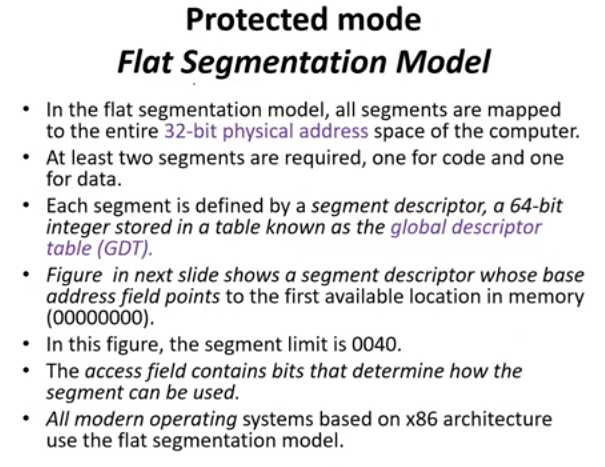 Protected mode
Flat Segmentation Model
• In the flat segmentation model, all segments are mapped
to the entire 32-bit physical address space of the computer.
• At least two segments are required, one for code and one
for data.
• Each segment is defined by a segment descriptor, a 64-bit
integer stored in a table known as the global descriptor
table (GDT).
• Figure in next slide shows a segment descriptor whose base
address field points to the first available location in memory
(00000000).
• In this figure, the segment limit is 0040.
• The access field contains bits that determine how the
segment can be used.
• All modern operating systems based on x86 architecture
use the flat segmentation model.